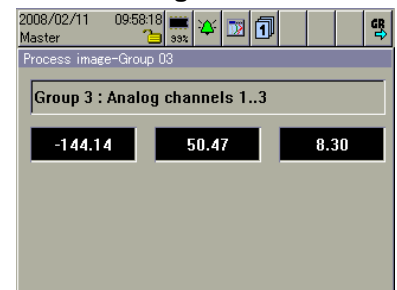 2008/02/11 09:58:18
Master
99%
1
GR
Process image-Group 03
Group 3 : Analog channels 1..3
-144.14 50.47 8.30